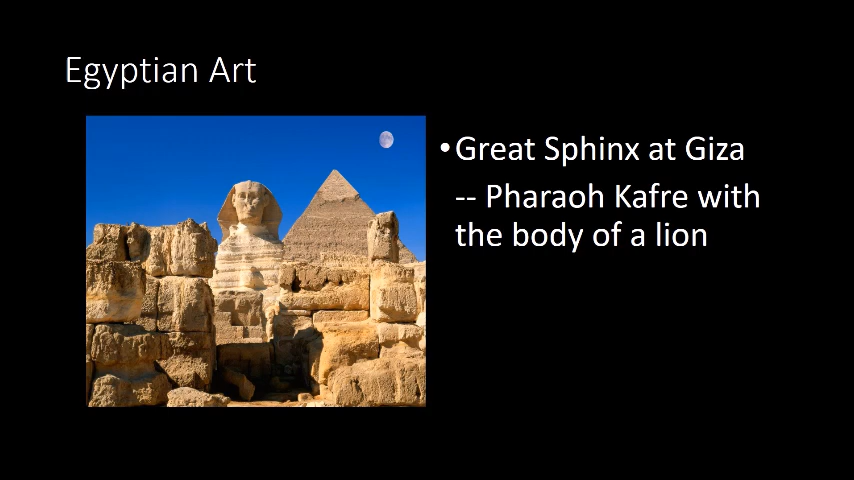 Egyptian Art
•Great Sphinx at Giza
-- Pharaoh Kafre with
the body of a lion